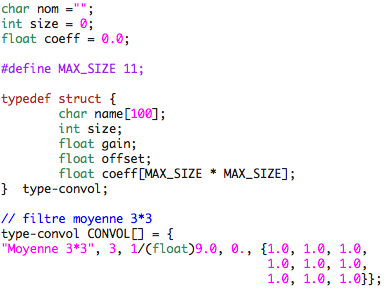 char nom ="";
int size = 0;
float coeff = 0.0;
#define MAX_SIZE 11;
typedef struct {
char name[100];
int size;
float gain;
float offset;
float coeff[MAX_SIZE * MAX_SIZE];
} type-convol;
// filtre moyenne 3*3
type-convol CONVOL[] = {
"Moyenne 3*3", 3, 1/(float)9.0, 0., {1.0, 1.0, 1.0,
1.0, 1.0, 1.0,
1.0, 1.0, 1.0}};